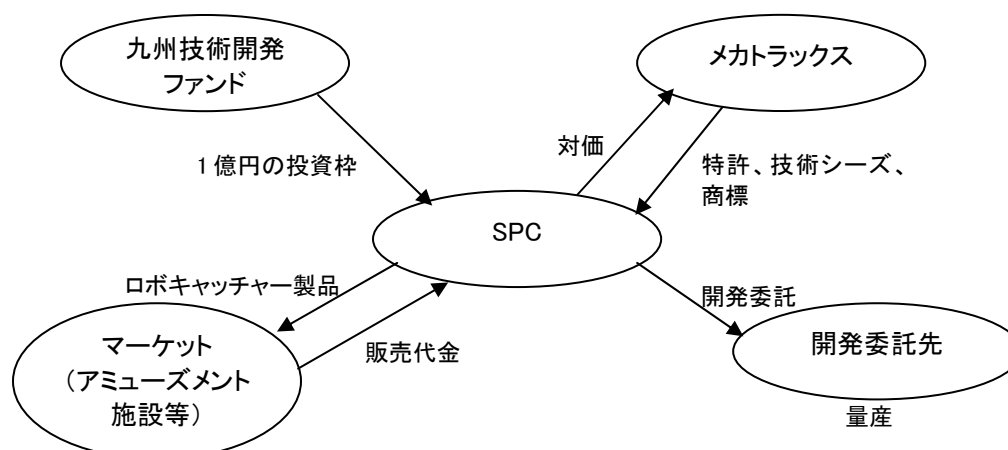 九州技術開発
ファンド
メカトラックス
1億円の投資枠
対価
特許、技術シーズ、
商標
SPC
ロボキャッチャー製品
開発委託
マーケット
（アミューズメント
施設等）
販売代金
開発委託先
量産